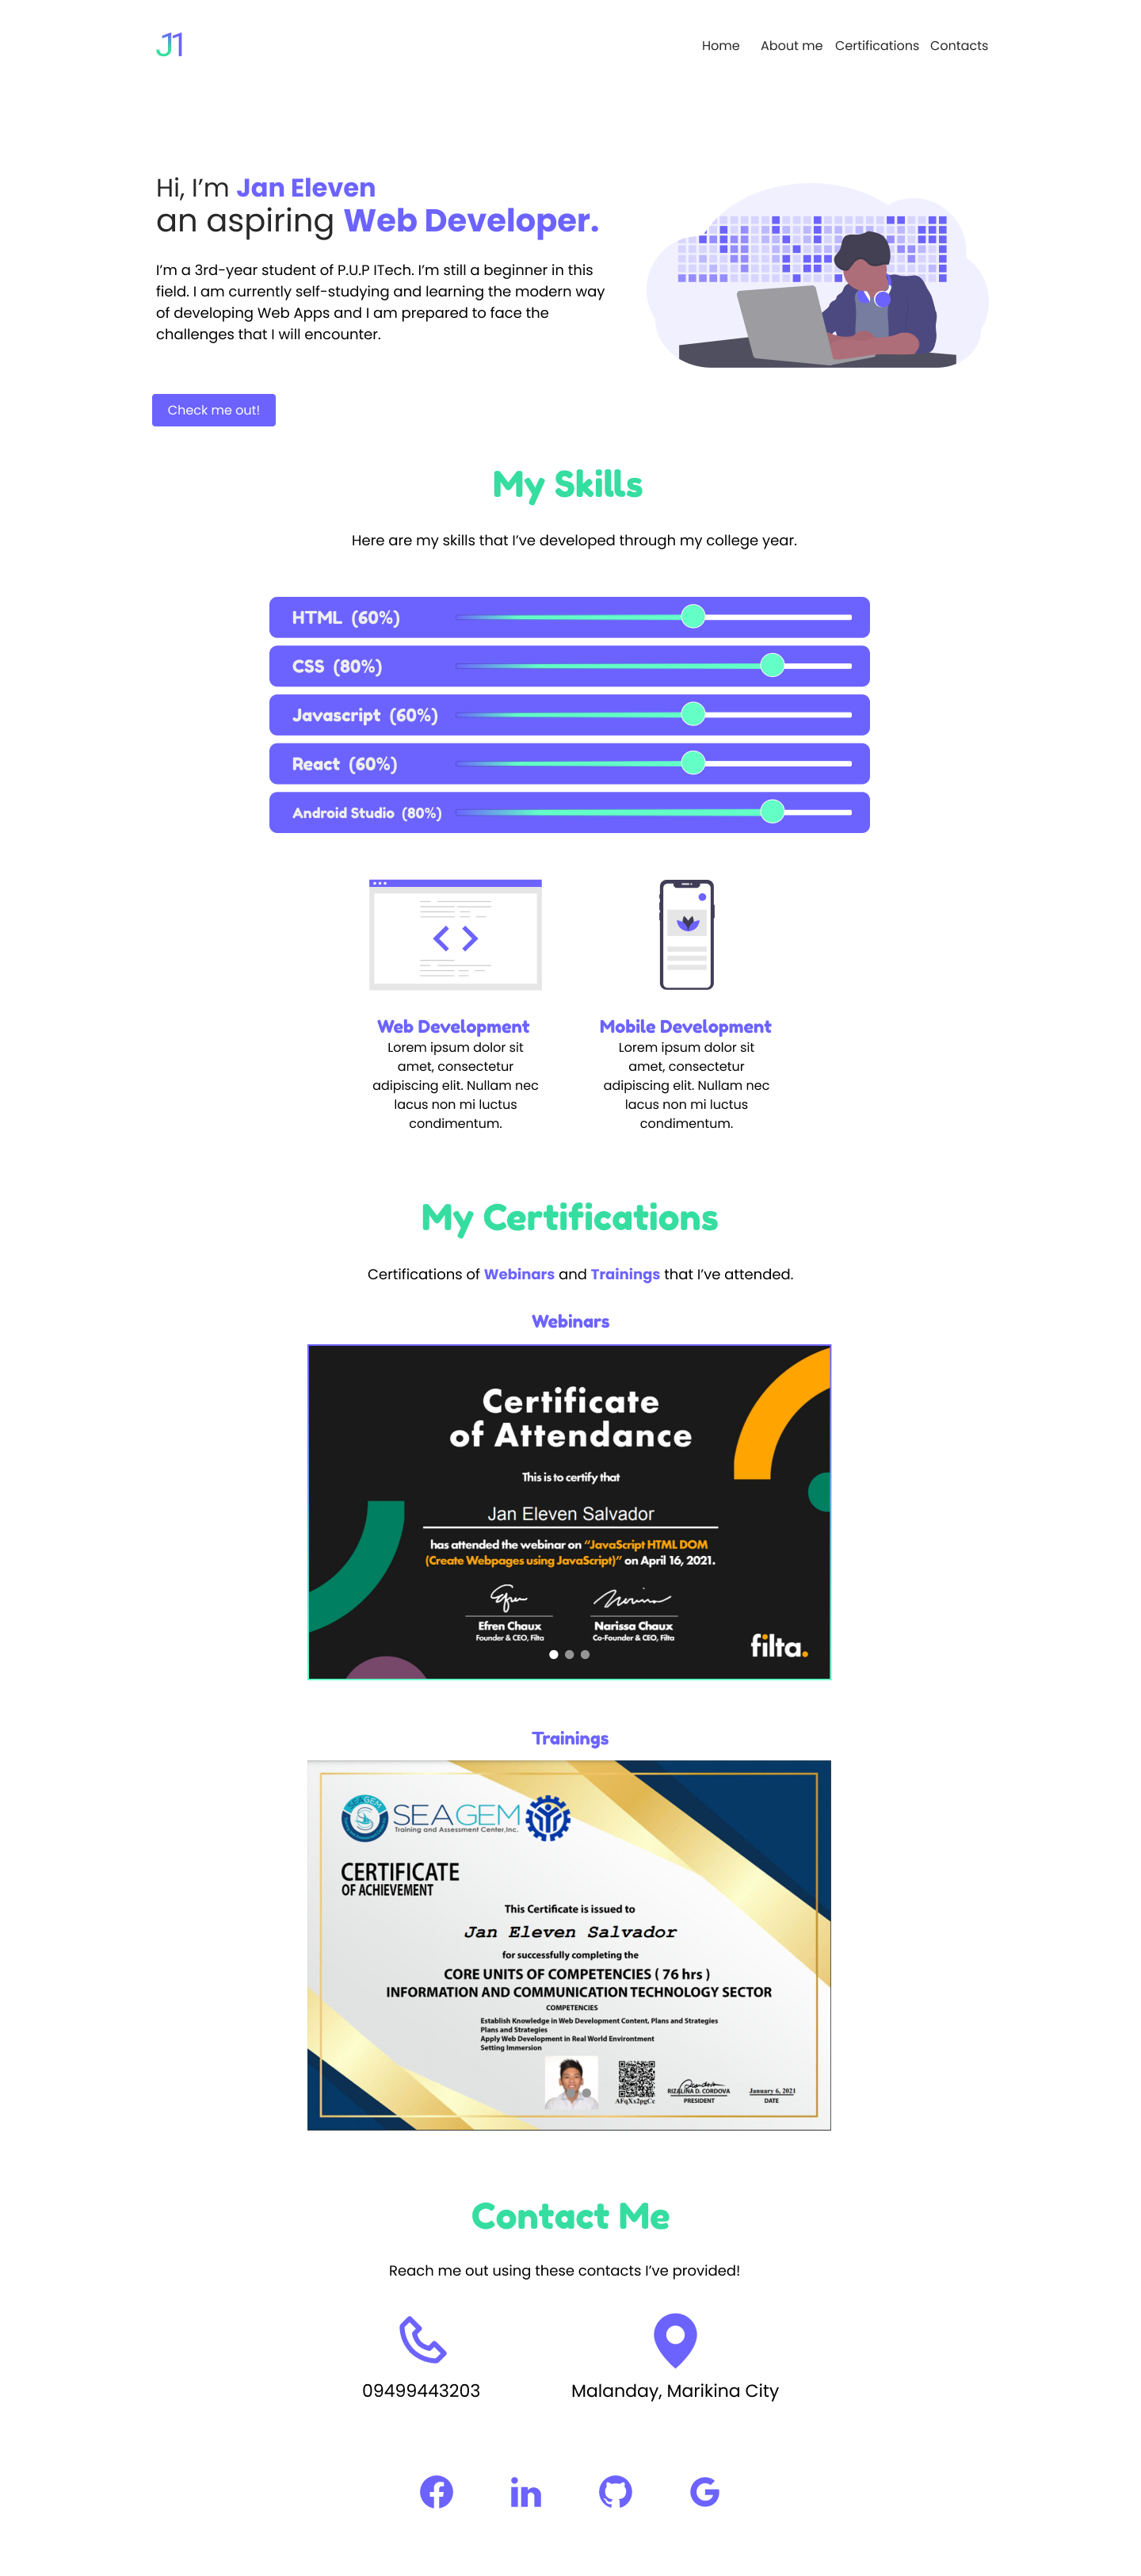 J1
Home About me Certifications Contacts
Hi, I’m Jan Eleven
an aspiring Web Developer.
I’m a 3rd-year student of P.U.P ITech. I’m still a beginner in this
field. I am currently self-studying and learning the modern way
of developing Web Apps and I am prepared to face the
challenges that I will encounter.
Check me out!
My Skills
Here are my skills that I’ve developed through my college year.
HTML (60%)
CSS (80%)
Javascript (60%)
React (60%)
Android Studio (80%)
Web Development
Lorem ipsum dolor sit
amet, consectetur
adipiscing elit. Nullam nec
lacus non mi luctus
condimentum.
Mobile Development
Lorem ipsum dolor sit
amet, consectetur
adipiscing elit. Nullam nec
lacus non mi luctus
condimentum.
My Certifications
Certifications of Webinars and Trainings that I’ve attended.
Webinars
Certificate
of Attendance
This is to certify that
Jan Eleven Salvador
has attended the webinar on “JavaScript HTML DOM
(Create Webpages using JavaScript)” on April 16, 2021.
Efren Chaux
Founder & CEO, Filta
Narissa Chaux
Co-Founder & CEO, Filta
filta.
Trainings
SEAGEM
SEAGEM
Training and Assessment Center,Inc.
CERTIFICATE
OF ACHIEVEMENT
This Certificate is issued to
Jan Eleven Salvador
for successfully completing the
CORE UNITS OF COMPETENCIES ( 76 hrs )
INFORMATION AND COMMUNICATION TECHNOLOGY SECTOR
COMPETENCIES
Establish Knowledge in Web Development Content, Plans and Strategies
Plans and Strategies
Apply Web Development in Real World Environtment
Setting Immersion
AFqXx2pgCc
RIZALINA D. CORDOVA
PRESIDENT
January 6, 2021
DATE
Contact Me
Reach me out using these contacts I’ve provided!
09499443203
Malanday, Marikina City